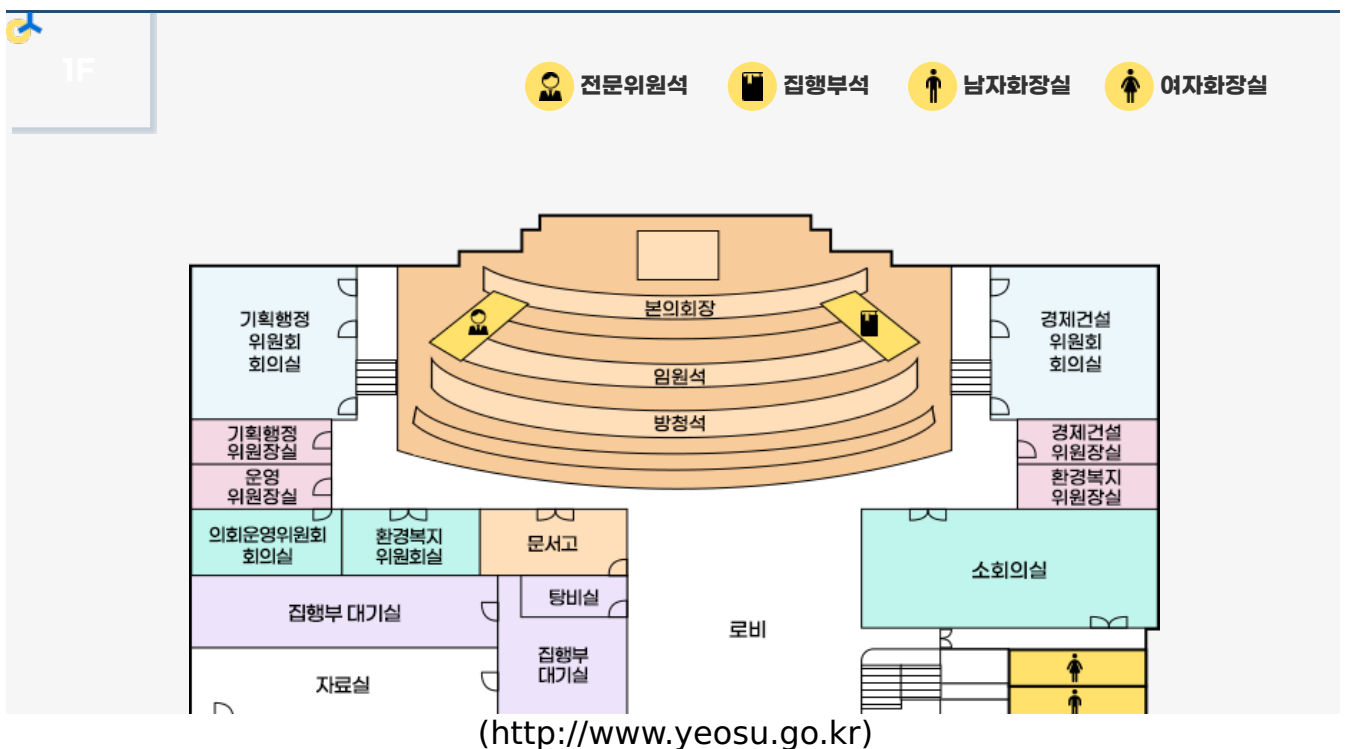 1F
전문위원석
집행부석
남자화장실
여자화장실
본의회장
임원석
방청석
기획행정
위원회
회의실
경제건설
위원회
회의실
기획행정
위원장실
운영
위원장실
경제건설
위원장실
환경복지
위원장실
의회운영위원회
회의실
환경복지
위원회실
문서고
소회의실
집행부 대기실
탕비실
집행부
대기실
로비
자료실
(http://www.yeosu.go.kr)